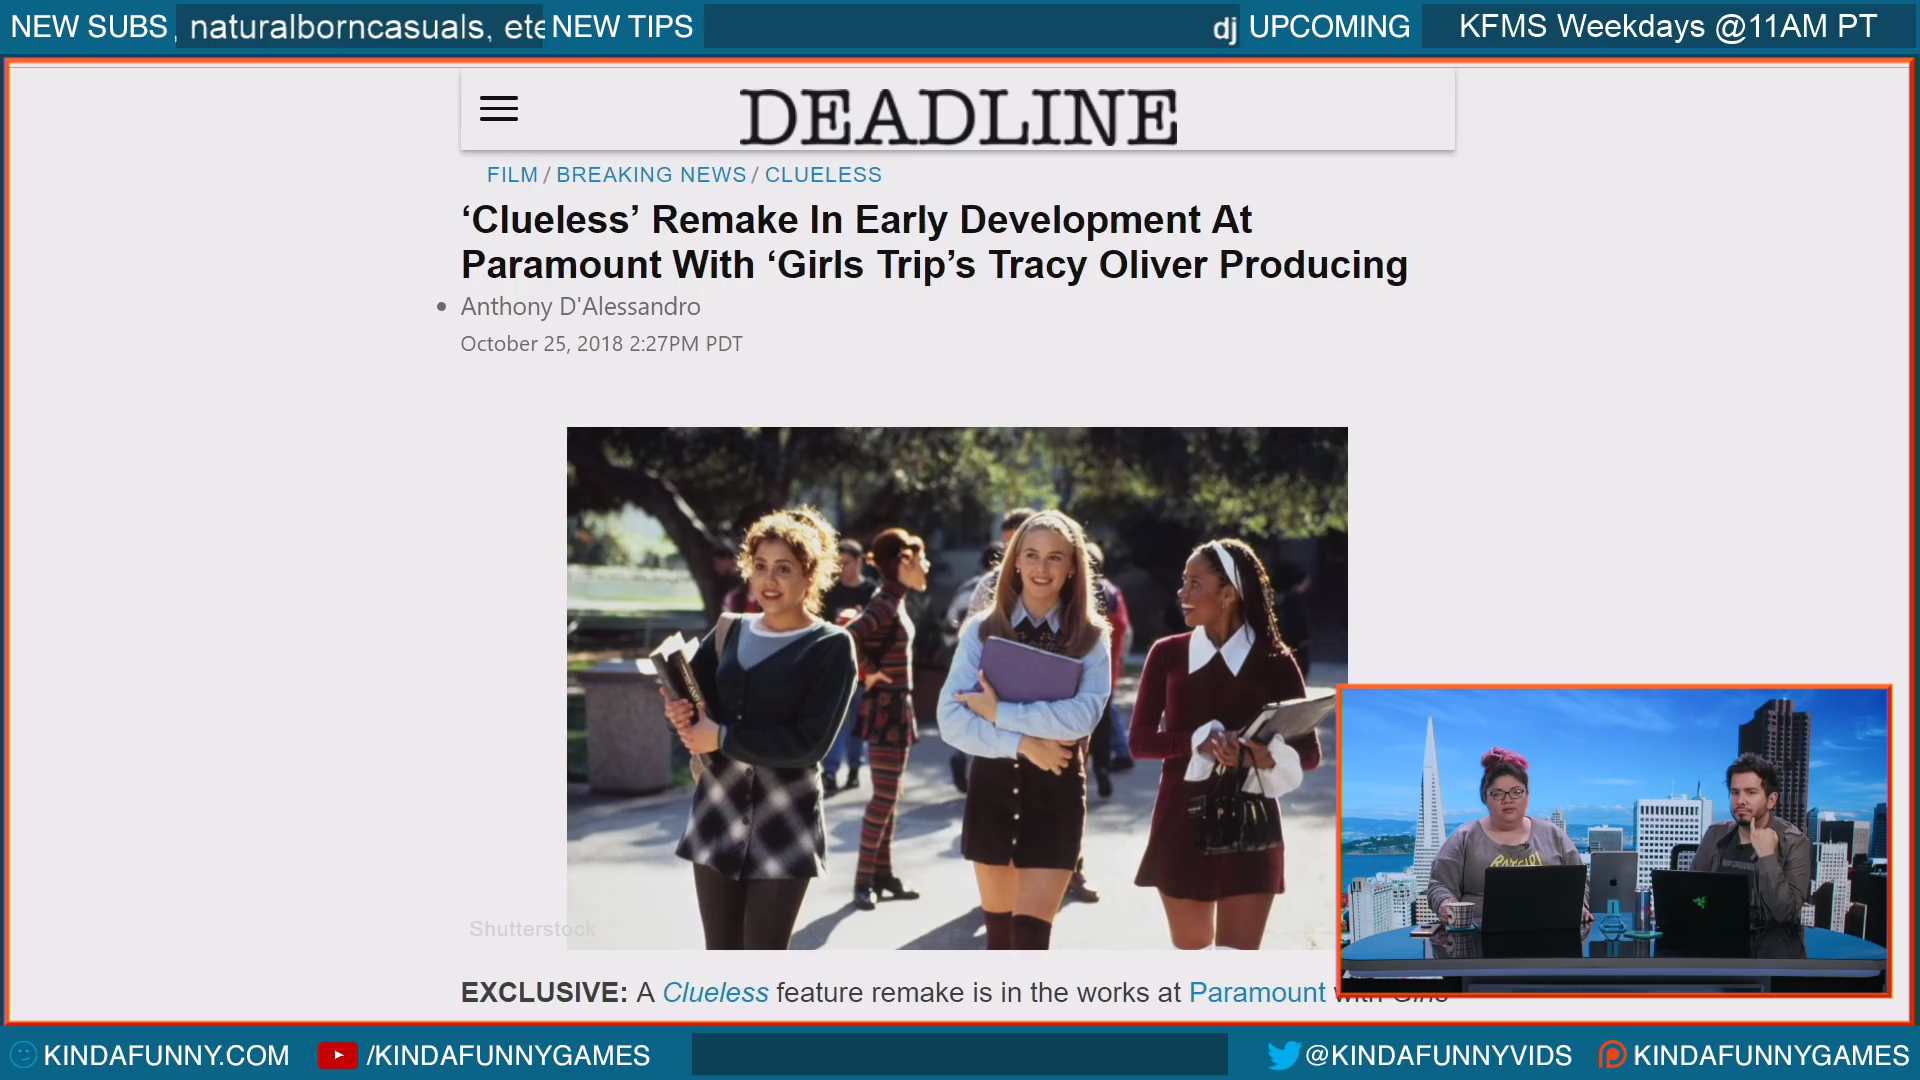 NEW SUBS
, naturalborncasuals, ete
NEW TIPS
dj
UPCOMING
KFMS Weekdays @11AM PT
DEADLINE
FILM / BREAKING NEWS / CLUELESS
‘Clueless’ Remake In Early Development At
Paramount With ‘Girls Trip’s Tracy Oliver Producing
• Anthony D'Alessandro
October 25, 2018 2:27PM PDT
Shutterstock
EXCLUSIVE: A Clueless feature remake is in the works at Paramount with Girls
KINDAFUNNY.COM
/KINDAFUNNYGAMES
@KINDAFUNNYVIDS
KINDAFUNNYGAMES